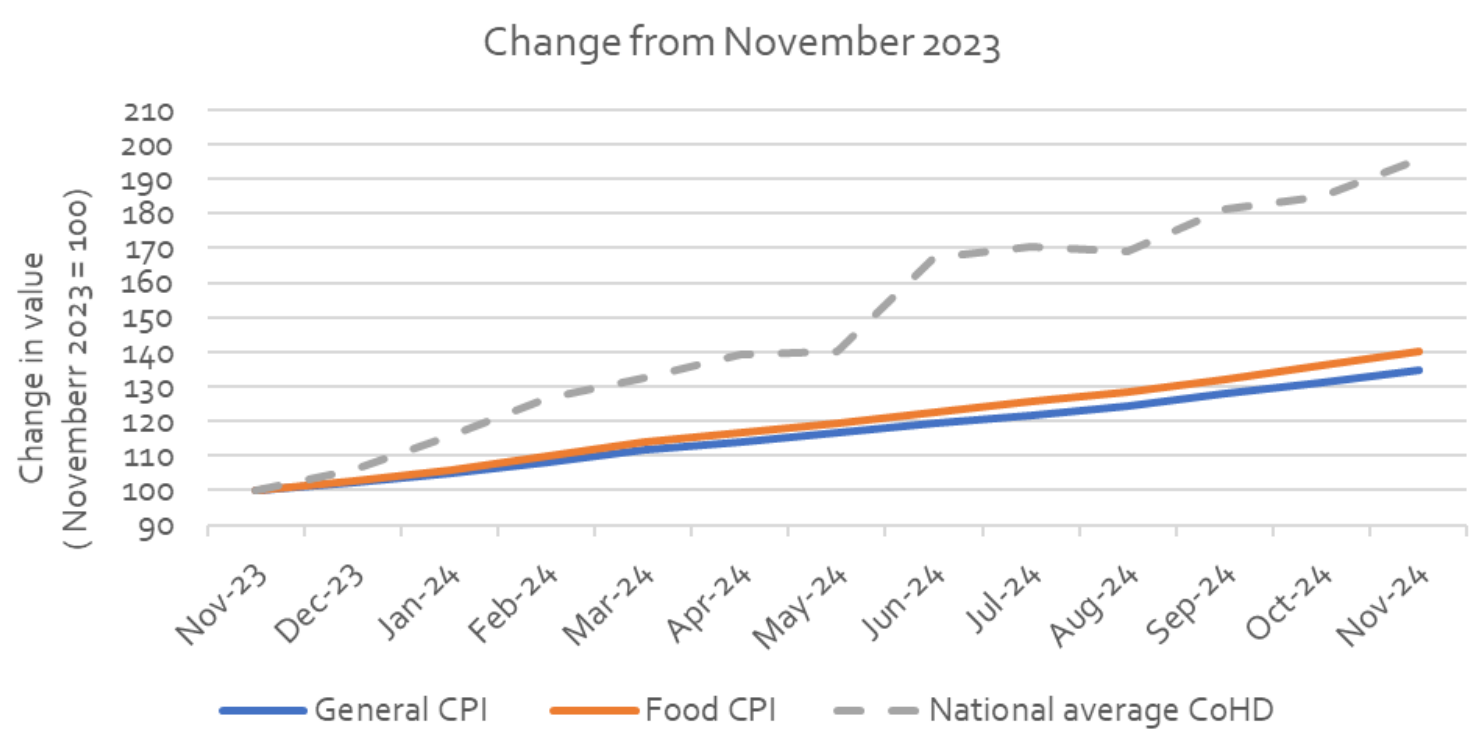 Change from November 2023
Change in value
( Novemberr 2023 = 100)
210
200
190
180
170
160
150
140
130
120
110
100
90
Nov-23
Dec-23
Jan-24
Feb-24
Mar-24
Apr-24
May-24
Jun-24
Jul-24
Aug-24
Sep-24
Oct-24
Nov-24
General CPI
Food CPI
National average CoHD